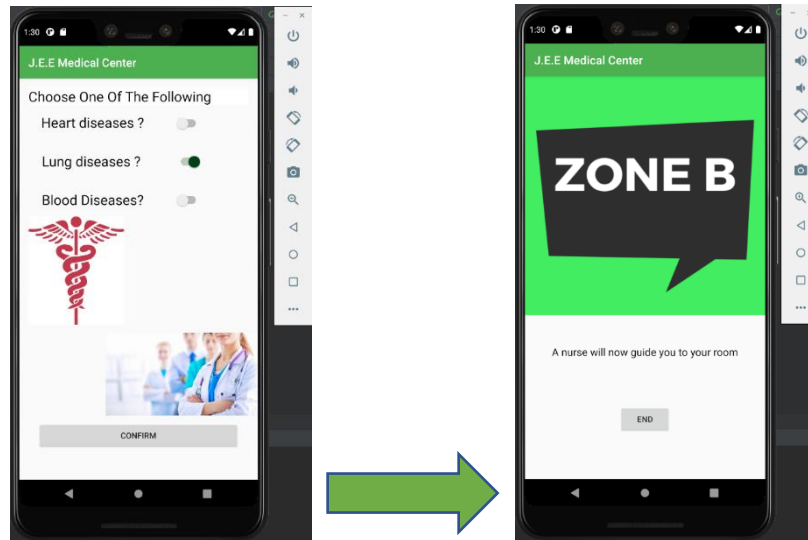 1:30
J.E.E Medical Center
Choose One Of The Following
Heart diseases ?
Lung diseases ?
Blood Diseases?
CONFIRM
1:30
J.E.E Medical Center
ZONE B
A nurse will now guide you to your room
END